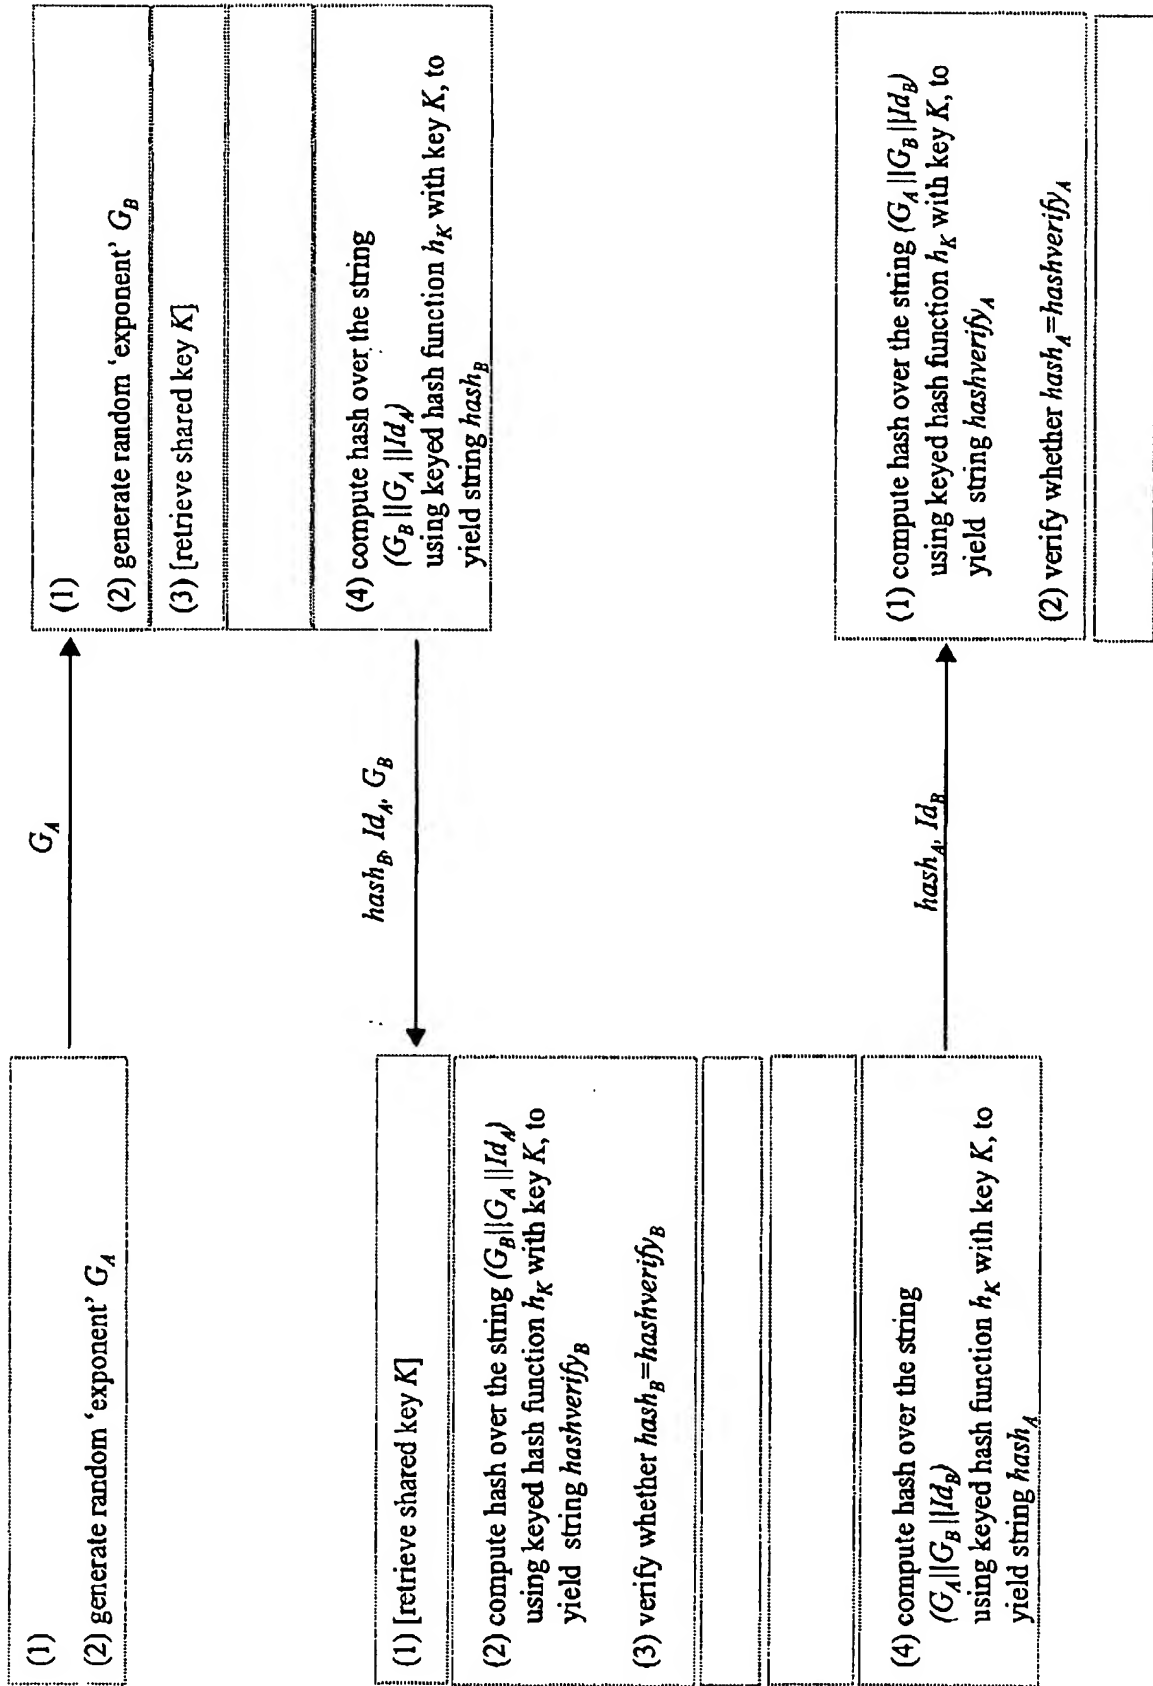 (1)
(2) generate random ‘exponent’ G_A
G_A
(1)
(2) generate random ‘exponent’ G_B
(3) [retrieve shared key K]
(4) compute hash over the string
(G_B||G_A||Id_A)
using keyed hash function h_K with key K, to
yield string hash_B
hash_B, Id_A, G_B
(1) [retrieve shared key K]
(2) compute hash over the string (G_B||G_A||Id_A)
using keyed hash function h_K with key K, to
yield string hashverify_B
(3) verify whether hash_B=hashverify_B
(4) compute hash over the string
(G_A||G_B||Id_B)
using keyed hash function h_K with key K, to
yield string hash_A
hash_A, Id_B
(1) compute hash over the string (G_A||G_B||Id_B)
using keyed hash function h_K with key K, to
yield string hashverify_A
(2) verify whether hash_A=hashverify_A